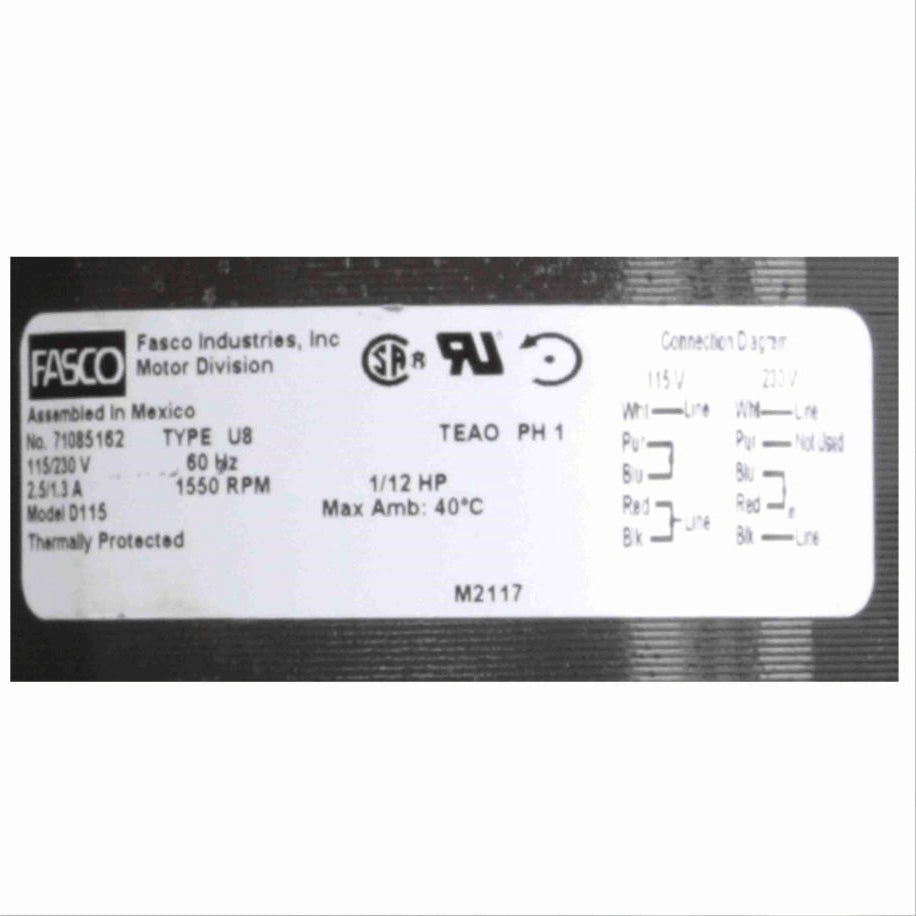 FASCO
Fasco Industries, Inc
Motor Division
Assembled In Mexico
No. 71085162 TYPE U8
115/230 V 60 Hz
2.5/1.3 A 1550 RPM
Model D115
Thermally Protected
SA R
RU
TEAO PH 1
1/12 HP
Max Amb: 40°C
M2117
Connection Diagram
115 V 230 V
Wht Line Wht Line
Pur Pur Not Used
Blu Blu
Red Line Red
Blk Blk Line